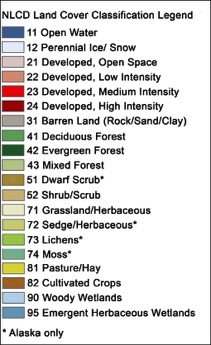 NLCD Land Cover Classification Legend
11 Open Water
12 Perennial Ice/ Snow
21 Developed, Open Space
22 Developed, Low Intensity
23 Developed, Medium Intensity
24 Developed, High Intensity
31 Barren Land (Rock/Sand/Clay)
41 Deciduous Forest
42 Evergreen Forest
43 Mixed Forest
51 Dwarf Scrub*
52 Shrub/Scrub
71 Grassland/Herbaceous
72 Sedge/Herbaceous*
73 Lichens*
74 Moss*
81 Pasture/Hay
82 Cultivated Crops
90 Woody Wetlands
95 Emergent Herbaceous Wetlands
* Alaska only